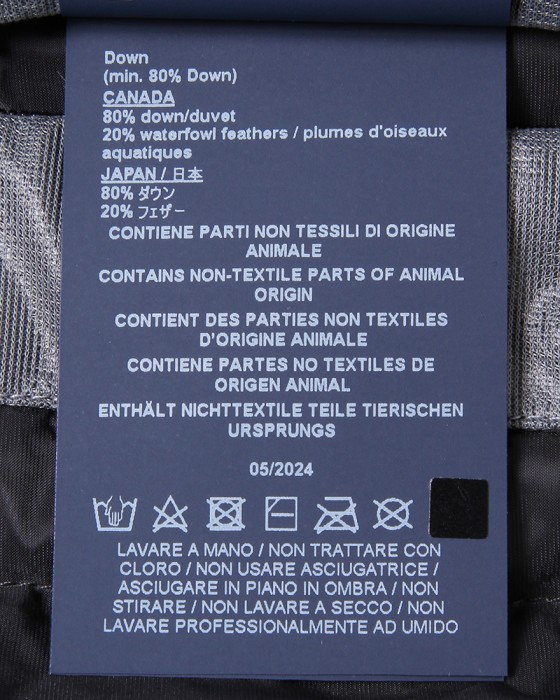 Down
(min. 80% Down)
CANADA
80% down/duvet
20% waterfowl feathers / plumes d'oiseaux
aquatiques
JAPAN / 日本
80% ダウン
20% フェザー
CONTIENE PARTI NON TESSILI DI ORIGINE
ANIMALE
CONTAINS NON-TEXTILE PARTS OF ANIMAL
ORIGIN
CONTIENT DES PARTIES NON TEXTILES
D'ORIGINE ANIMALE
CONTIENE PARTES NO TEXTILES DE
ORIGEN ANIMAL
ENTHÄLT NICHTTEXTILE TEILE TIERISCHEN
URSPRUNGS
05/2024
LAVARE A MANO / NON TRATTARE CON
CLORO / NON USARE ASCIUGATRICE /
ASCIUGARE IN PIANO IN OMBRA / NON
STIRARE / NON LAVARE A SECCO / NON
LAVARE PROFESSIONALMENTE AD UMIDO